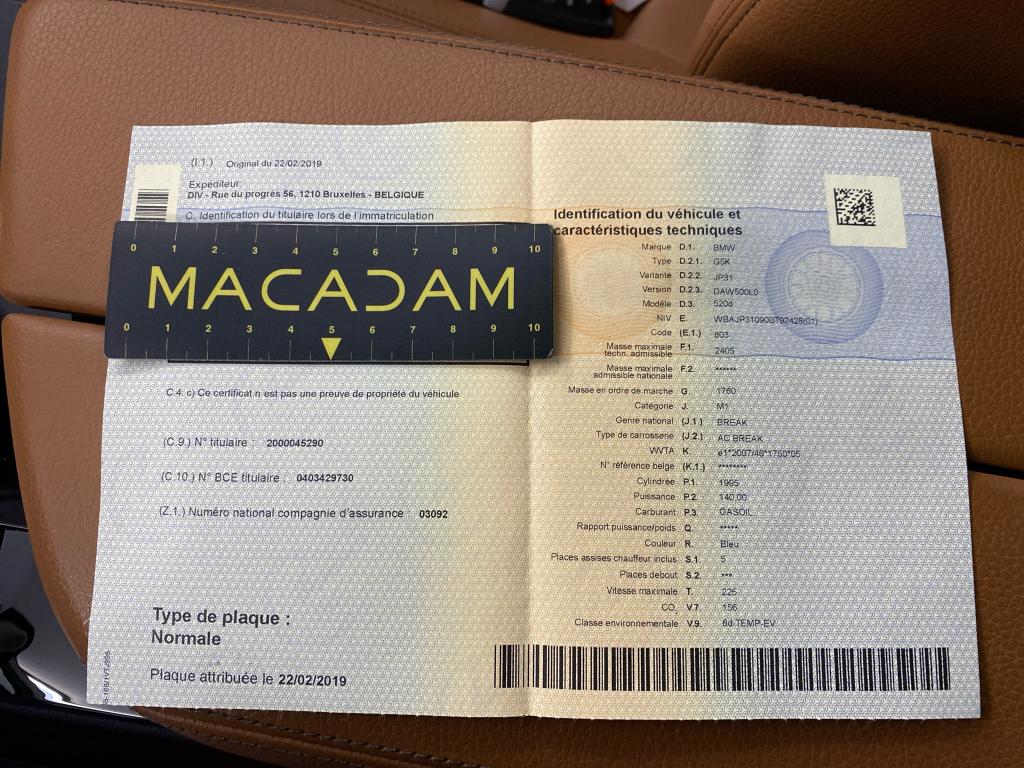 (I.1.) Original du 22/02/2019
Expéditeur:
DIV - Rue du progrès 56, 1210 Bruxelles - BELGIQUE
C. Identification du titulaire lors de l'immatriculation
0 1 2 3 4 5 6 7 8 9 10
MACADAM
0 1 2 3 4 5 6 7 8 9 10
C.4. c) Ce certificat n'est pas une preuve de propriété du véhicule
(C.9.) N° titulaire : 2000045290
(C.10.) N° BCE titulaire : 0403429730
(Z.1.) Numéro national compagnie d'assurance : 03092
Type de plaque :
Normale
Plaque attribuée le 22/02/2019
Identification du véhicule et
caractéristiques techniques
Marque D.1. BMW
Type D.2.1. G5K
Variante D.2.2. JP31
Version D.2.3. DAW500L0
Modèle D.3. 520d
NIV E. WBAJP31090BT92428(01)
Code (E.1.) 803
Masse maximale techn. admissible F.1. 2405
Masse maximale admissible nationale F.2. ******
Masse en ordre de marche G. 1760
Catégorie J. M1
Genre national (J.1.) BREAK
Type de carrosserie (J.2.) AC BREAK
WVTA K. e1*2007/46*1750*05
N° référence belge (K.1.) ********
Cylindrée P.1. 1995
Puissance P.2. 140.00
Carburant P.3. GASOIL
Rapport puissance/poids Q. *****
Couleur R. Bleu
Places assises chauffeur inclus S.1. 5
Places debout S.2. ***
Vitesse maximale T. 225
CO₂ V.7. 156
Classe environnementale V.9. 6d-TEMP-EV